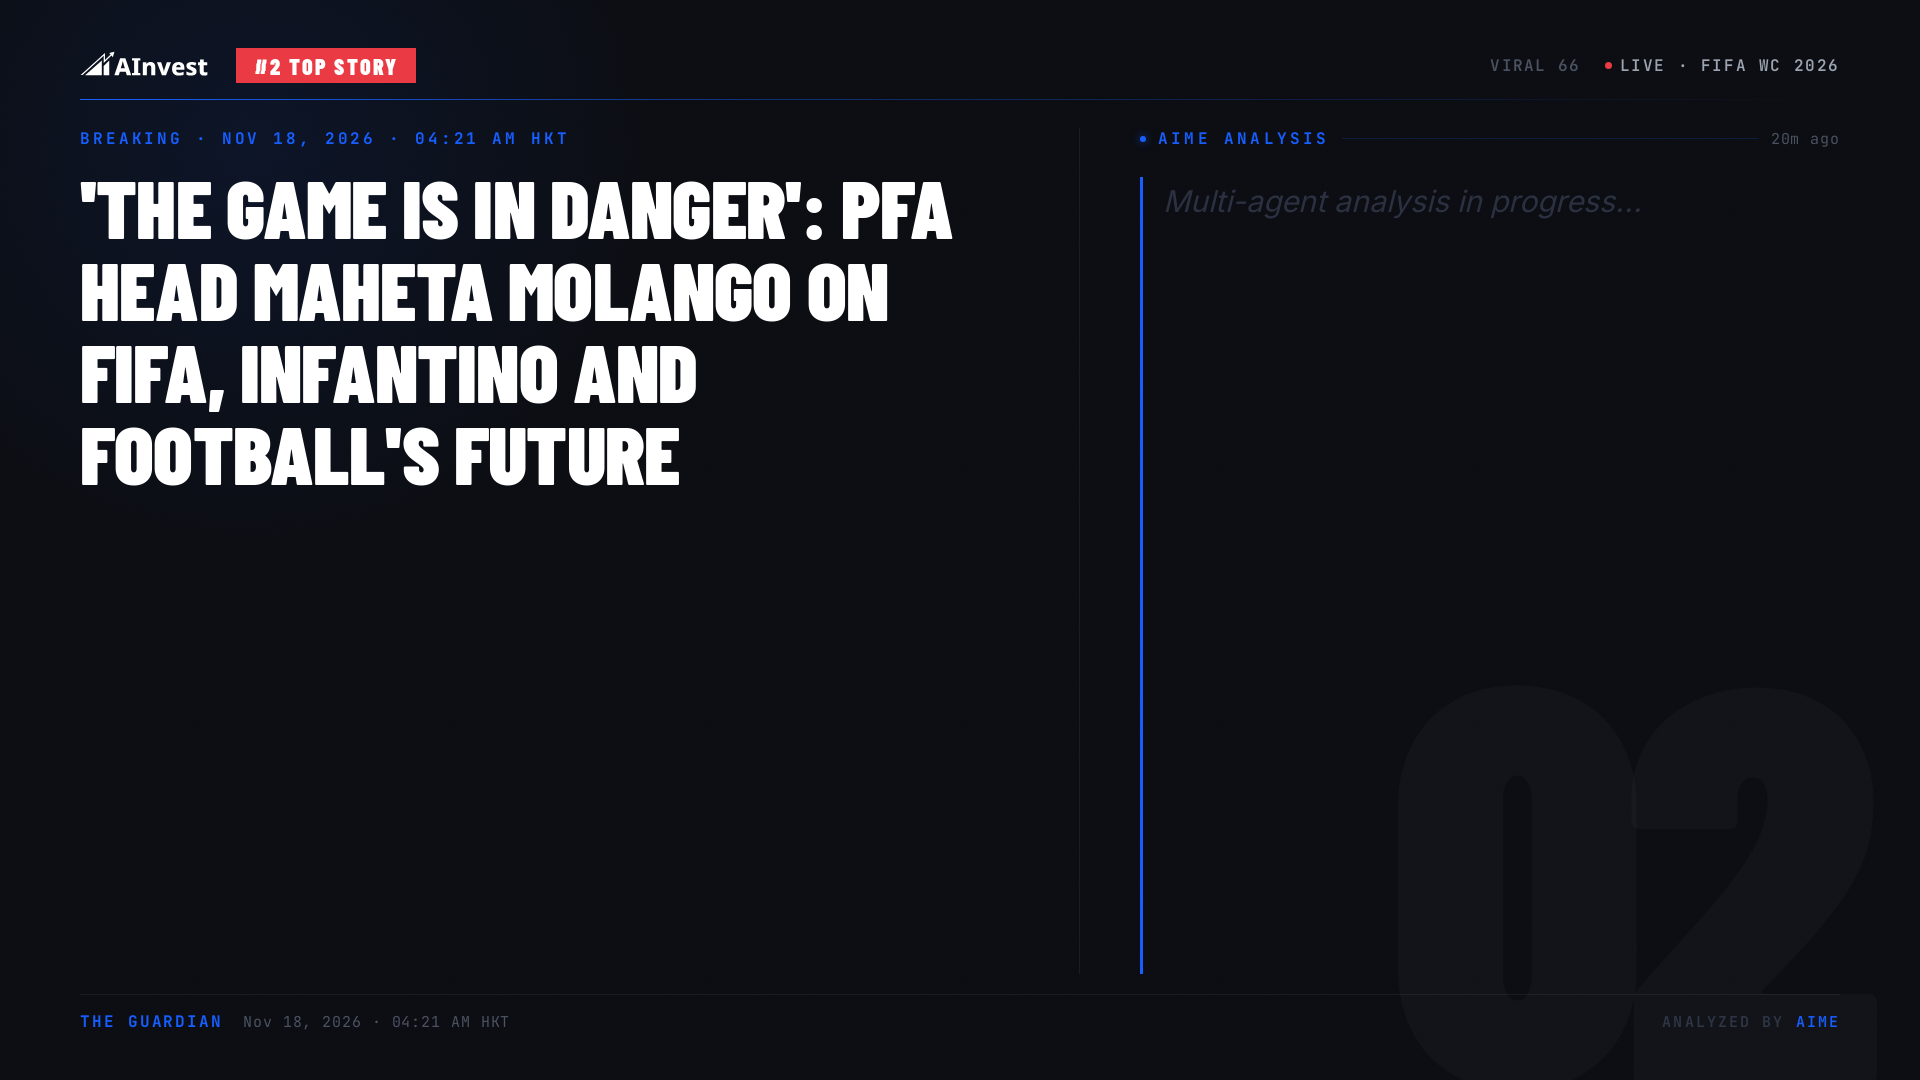 AInvest
#2 TOP STORY
VIRAL 66
LIVE · FIFA WC 2026
BREAKING · NOV 18, 2026 · 04:21 AM HKT
'THE GAME IS IN DANGER': PFA
HEAD MAHETA MOLANGO ON
FIFA, INFANTINO AND
FOOTBALL'S FUTURE
AIME ANALYSIS
20m ago
Multi-agent analysis in progress...
02
THE GUARDIAN
Nov 18, 2026 · 04:21 AM HKT
ANALYZED BY AIME